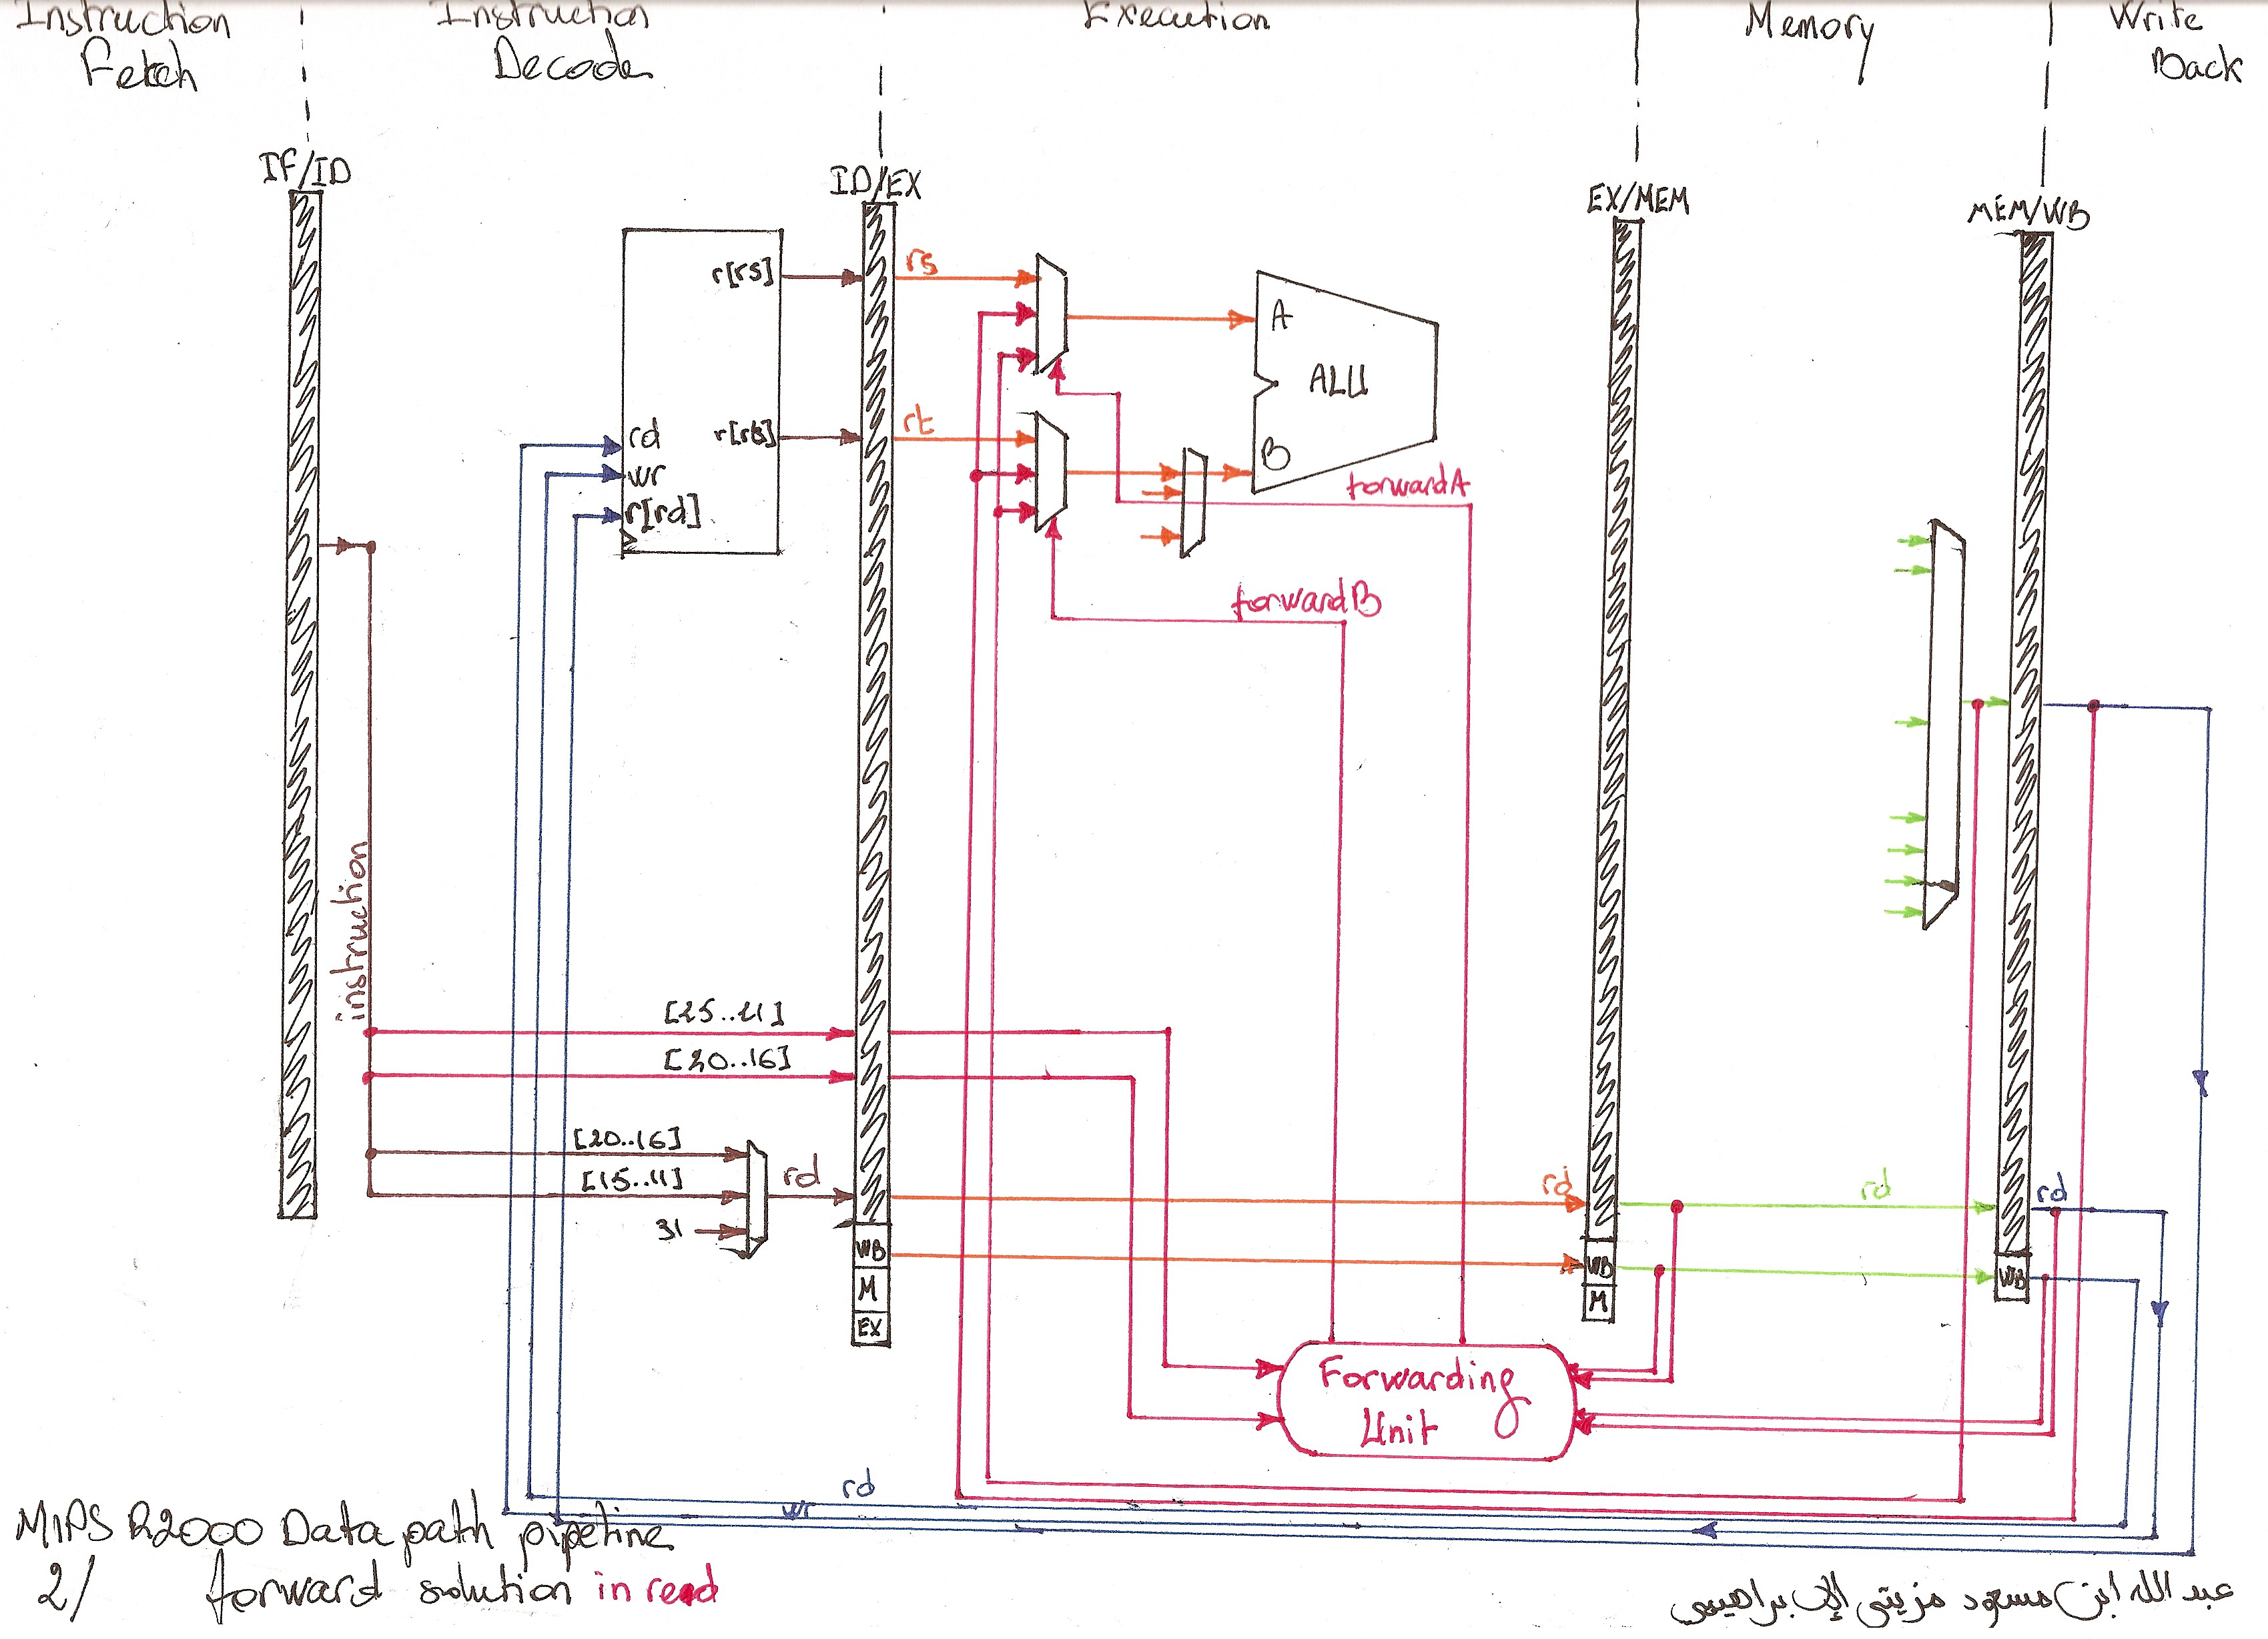 Instruction
Fetch
Instruction
Decode
Execution
Memory
Write
Back
IF/ID
ID/EX
EX/MEM
MEM/WB
r[rs]
r[rt]
rd
wr
r[rd]
rs
rt
A
ALU
B
forwardA
forwardB
instruction
[25..21]
[20..16]
[20..16]
[15..11]
31
rd
rd
rd
rd
WB
M
EX
WB
M
WB
Forwarding
Unit
rd
wr
MIPS R2000 Data path pipeline
2/ forward solution in read
عبد الله ابن مسعود مزيتي الإبراهيمي